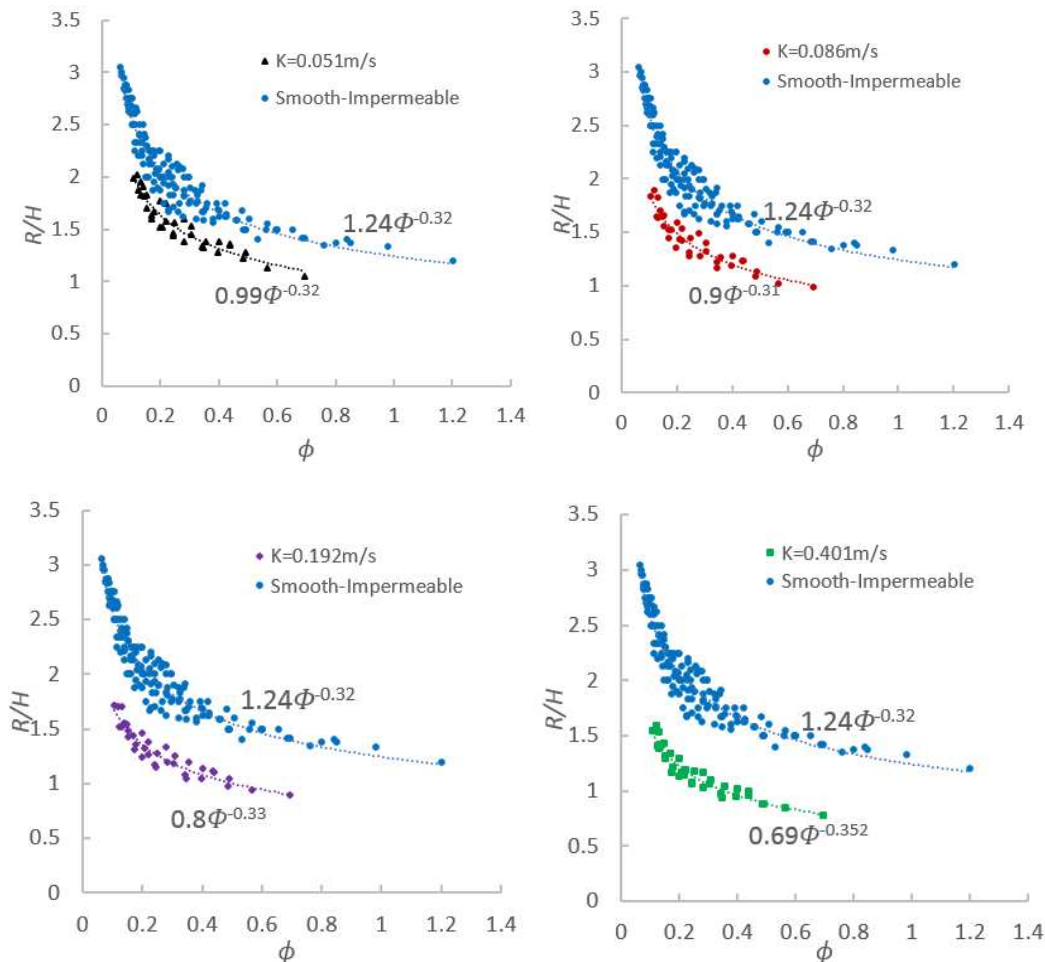 3.5
3
2.5
2
1.5
1
0.5
0
R/H
K=0.051m/s
Smooth-Impermeable
1.24Φ-0.32
0.99Φ-0.32
0 0.2 0.4 0.6 0.8 1 1.2 1.4
ϕ
3.5
3
2.5
2
1.5
1
0.5
0
R/H
K=0.086m/s
Smooth-Impermeable
1.24Φ-0.32
0.9Φ-0.31
0 0.2 0.4 0.6 0.8 1 1.2 1.4
ϕ
3.5
3
2.5
2
1.5
1
0.5
0
R/H
K=0.192m/s
Smooth-Impermeable
1.24Φ-0.32
0.8Φ-0.33
0 0.2 0.4 0.6 0.8 1 1.2 1.4
ϕ
3.5
3
2.5
2
1.5
1
0.5
0
R/H
K=0.401m/s
Smooth-Impermeable
1.24Φ-0.32
0.69Φ-0.352
0 0.2 0.4 0.6 0.8 1 1.2 1.4
ϕ